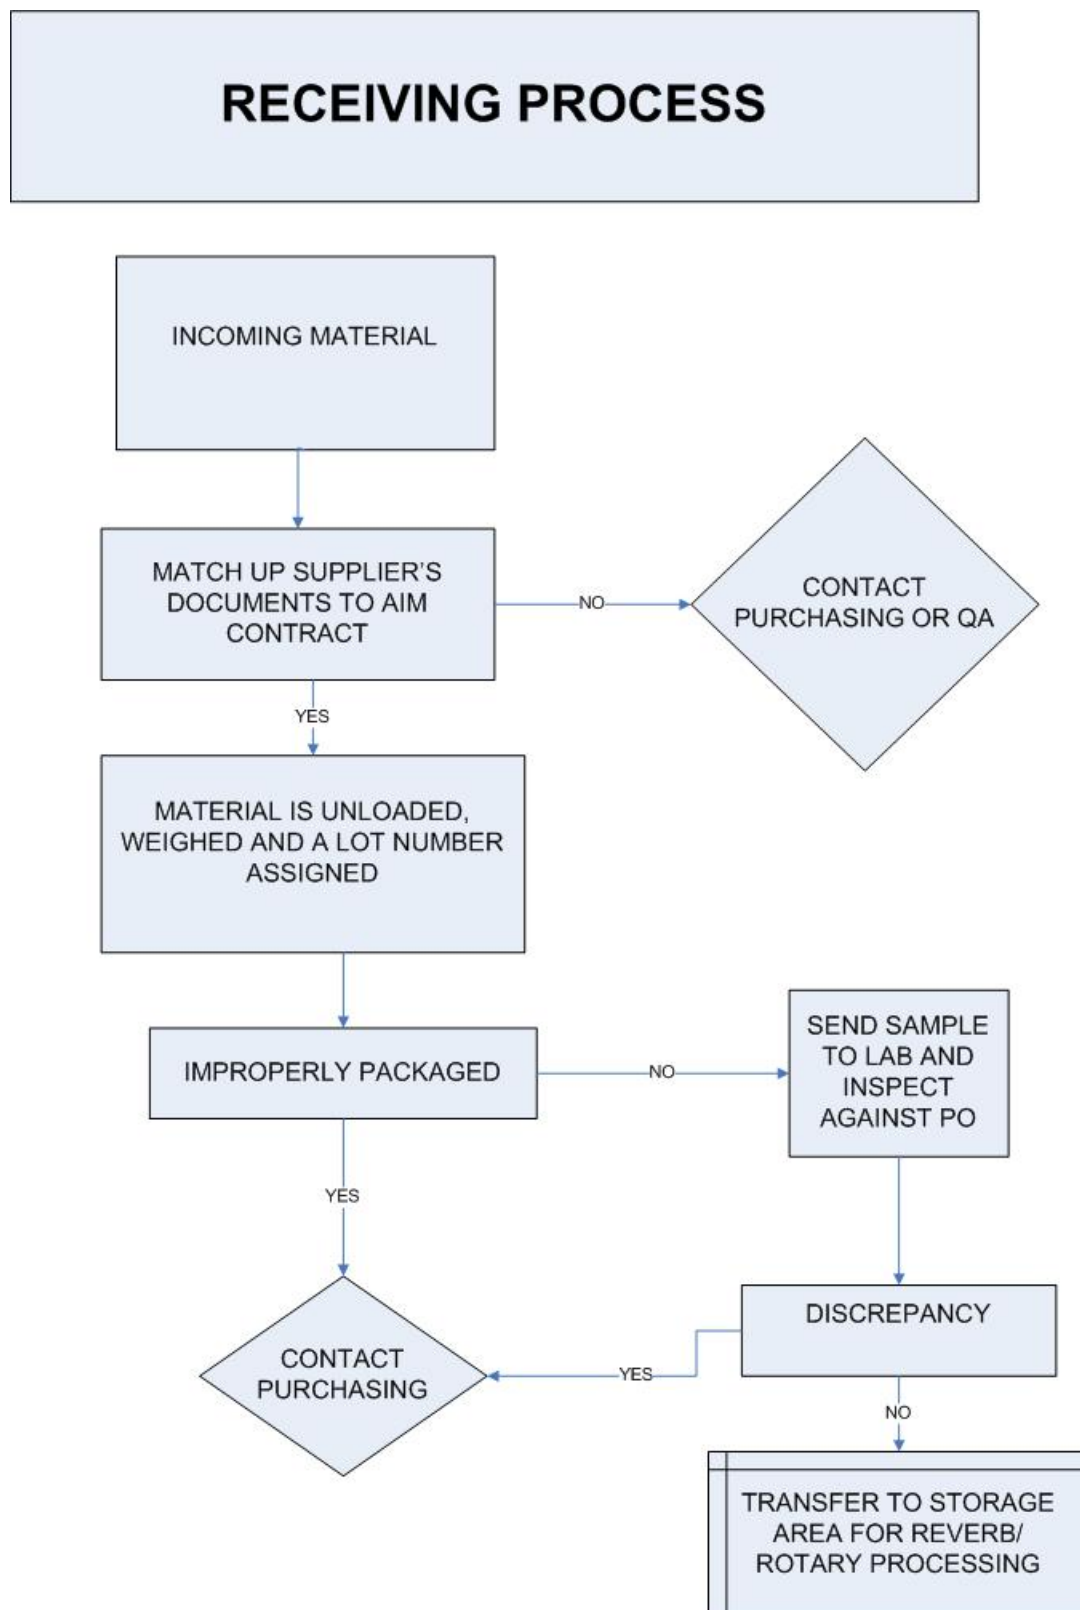 RECEIVING PROCESS
INCOMING MATERIAL
MATCH UP SUPPLIER’S
DOCUMENTS TO AIM
CONTRACT
NO
CONTACT
PURCHASING OR QA
YES
MATERIAL IS UNLOADED,
WEIGHED AND A LOT NUMBER
ASSIGNED
IMPROPERLY PACKAGED
NO
SEND SAMPLE
TO LAB AND
INSPECT
AGAINST PO
YES
DISCREPANCY
CONTACT
PURCHASING
YES
NO
TRANSFER TO STORAGE
AREA FOR REVERB/
ROTARY PROCESSING